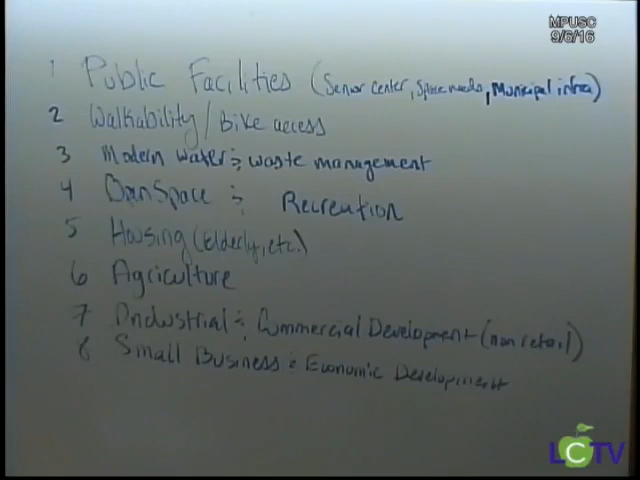 MPUSC
9/6/16
1 Public Facilities (Senior center, Space needs, Municipal infra)
2 Walkability / Bike access
3 Modern water & waste management
4 Open Space & Recreation
5 Housing (Elderly, etc.)
6 Agriculture
7 Industrial & Commercial Development (non retail)
8 Small Business & Economic Development
LCTV